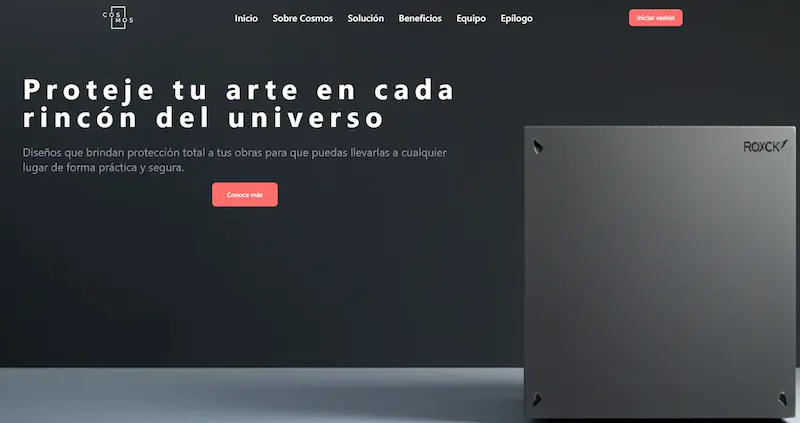 COS
MOS
Inicio Sobre Cosmos Solución Beneficios Equipo Epílogo
Iniciar sesión
Proteje tu arte en cada
rincón del universo
Diseños que brindan protección total a tus obras para que puedas llevarlas a cualquier
lugar de forma práctica y segura.
Conoce más
ROXCK